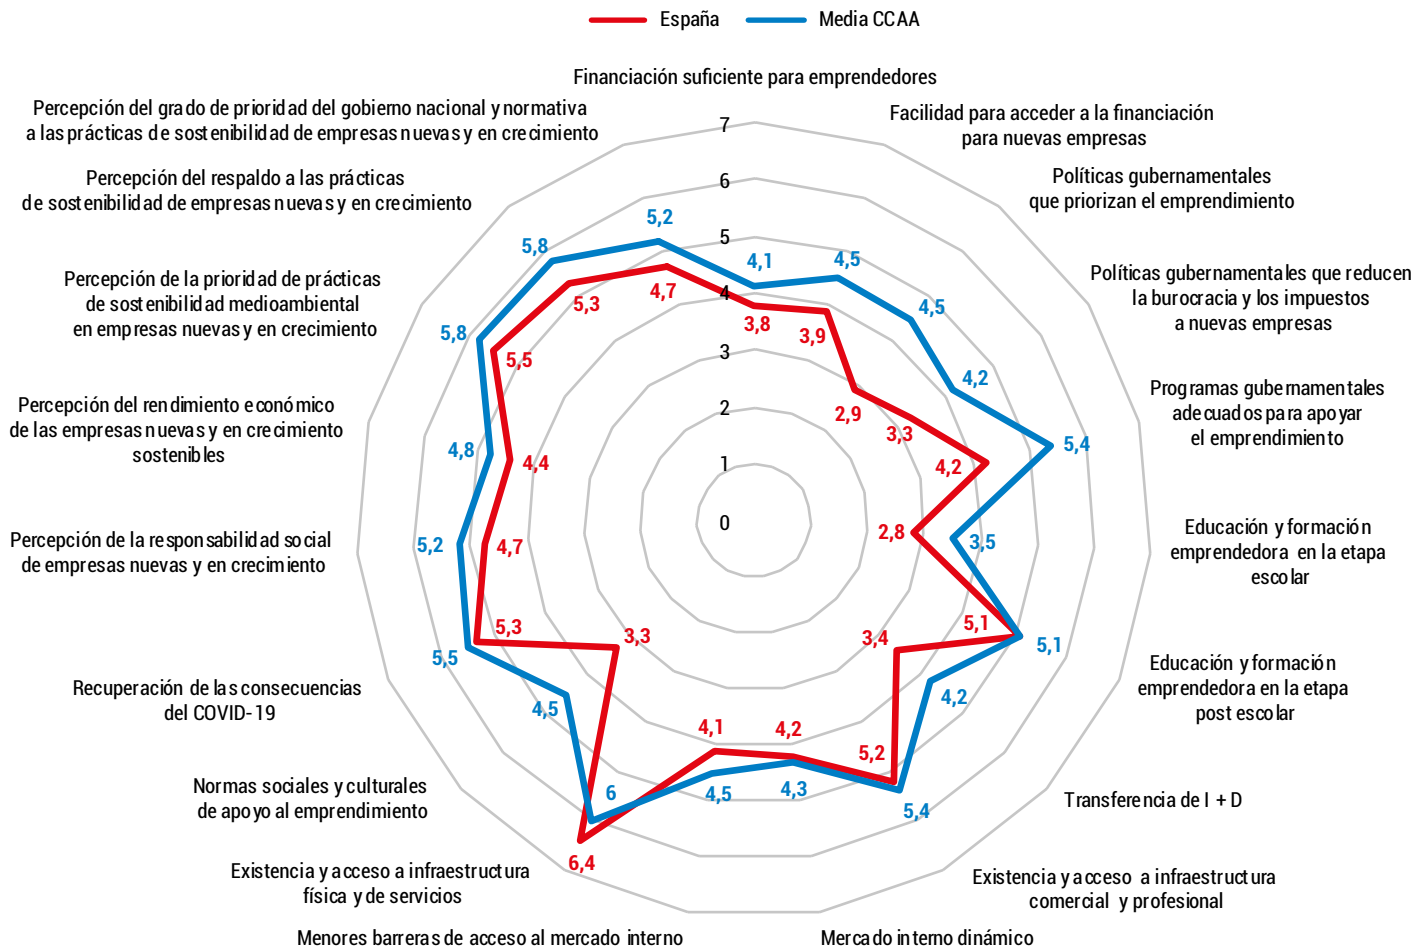 España
Media CCAA
Financiación suficiente para emprendedores
Facilidad para acceder a la financiación
para nuevas empresas
Políticas gubernamentales
que priorizan el emprendimiento
Políticas gubernamentales que reducen
la burocracia y los impuestos
a nuevas empresas
Programas gubernamentales
adecuados para apoyar
el emprendimiento
Educación y formación
emprendedora en la etapa
escolar
Educación y formación
emprendedora en la etapa
post escolar
Transferencia de I + D
Existencia y acceso a infraestructura
comercial y profesional
Mercado interno dinámico
Menores barreras de acceso al mercado interno
Existencia y acceso a infraestructura
física y de servicios
Normas sociales y culturales
de apoyo al emprendimiento
Recuperación de las consecuencias
del COVID-19
Percepción de la responsabilidad social
de empresas nuevas y en crecimiento
Percepción del rendimiento económico
de las empresas nuevas y en crecimiento
sostenibles
Percepción de la prioridad de prácticas
de sostenibilidad medioambiental
en empresas nuevas y en crecimiento
Percepción del respaldo a las prácticas
de sostenibilidad de empresas nuevas y en crecimiento
Percepción del grado de prioridad del gobierno nacional y normativa
a las prácticas de sostenibilidad de empresas nuevas y en crecimiento
7
6
5
4
3
2
1
0
4,1
4,5
4,5
4,2
5,4
3,5
5,1
4,2
5,4
4,3
4,5
6
4,5
5,5
5,2
4,8
5,8
5,8
5,2
3,8
3,9
2,9
3,3
4,2
2,8
5,1
3,4
5,2
4,2
4,1
6,4
3,3
5,3
4,7
4,4
5,5
5,3
4,7